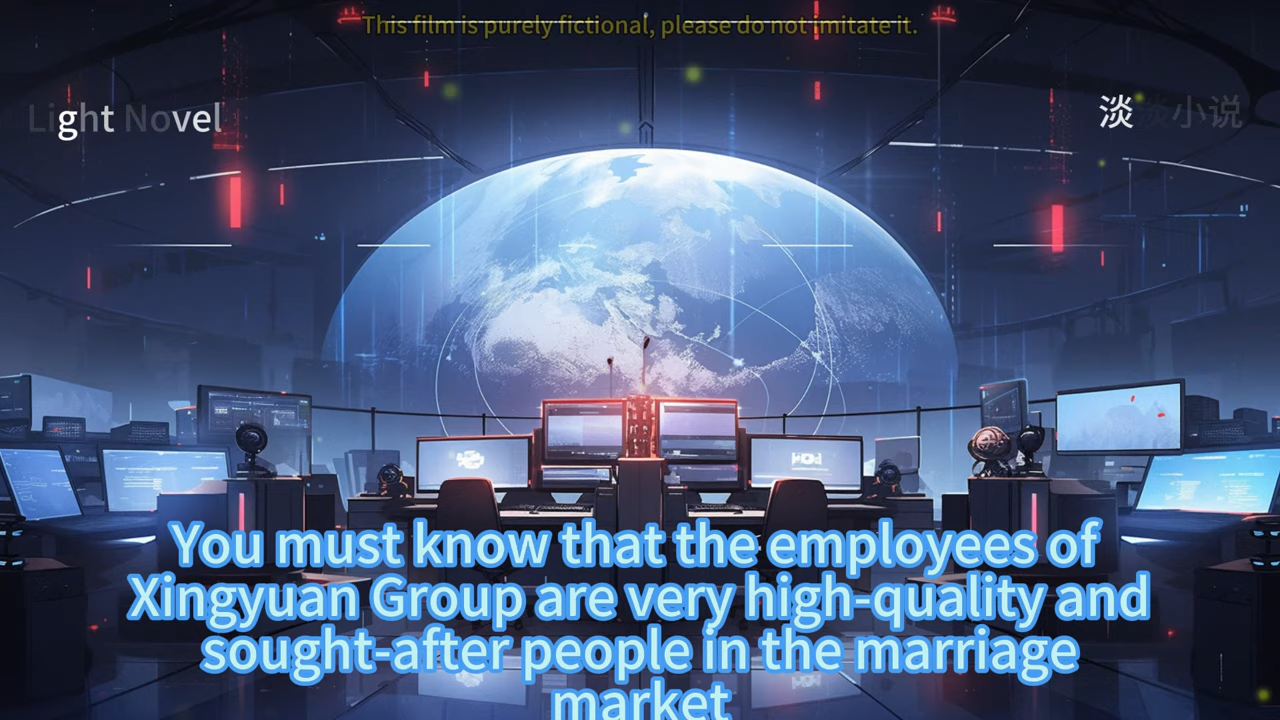 This film is purely fictional, please do not imitate it.
Light Novel
淡淡小说
You must know that the employees of
Xingyuan Group are very high-quality and
sought-after people in the marriage
market